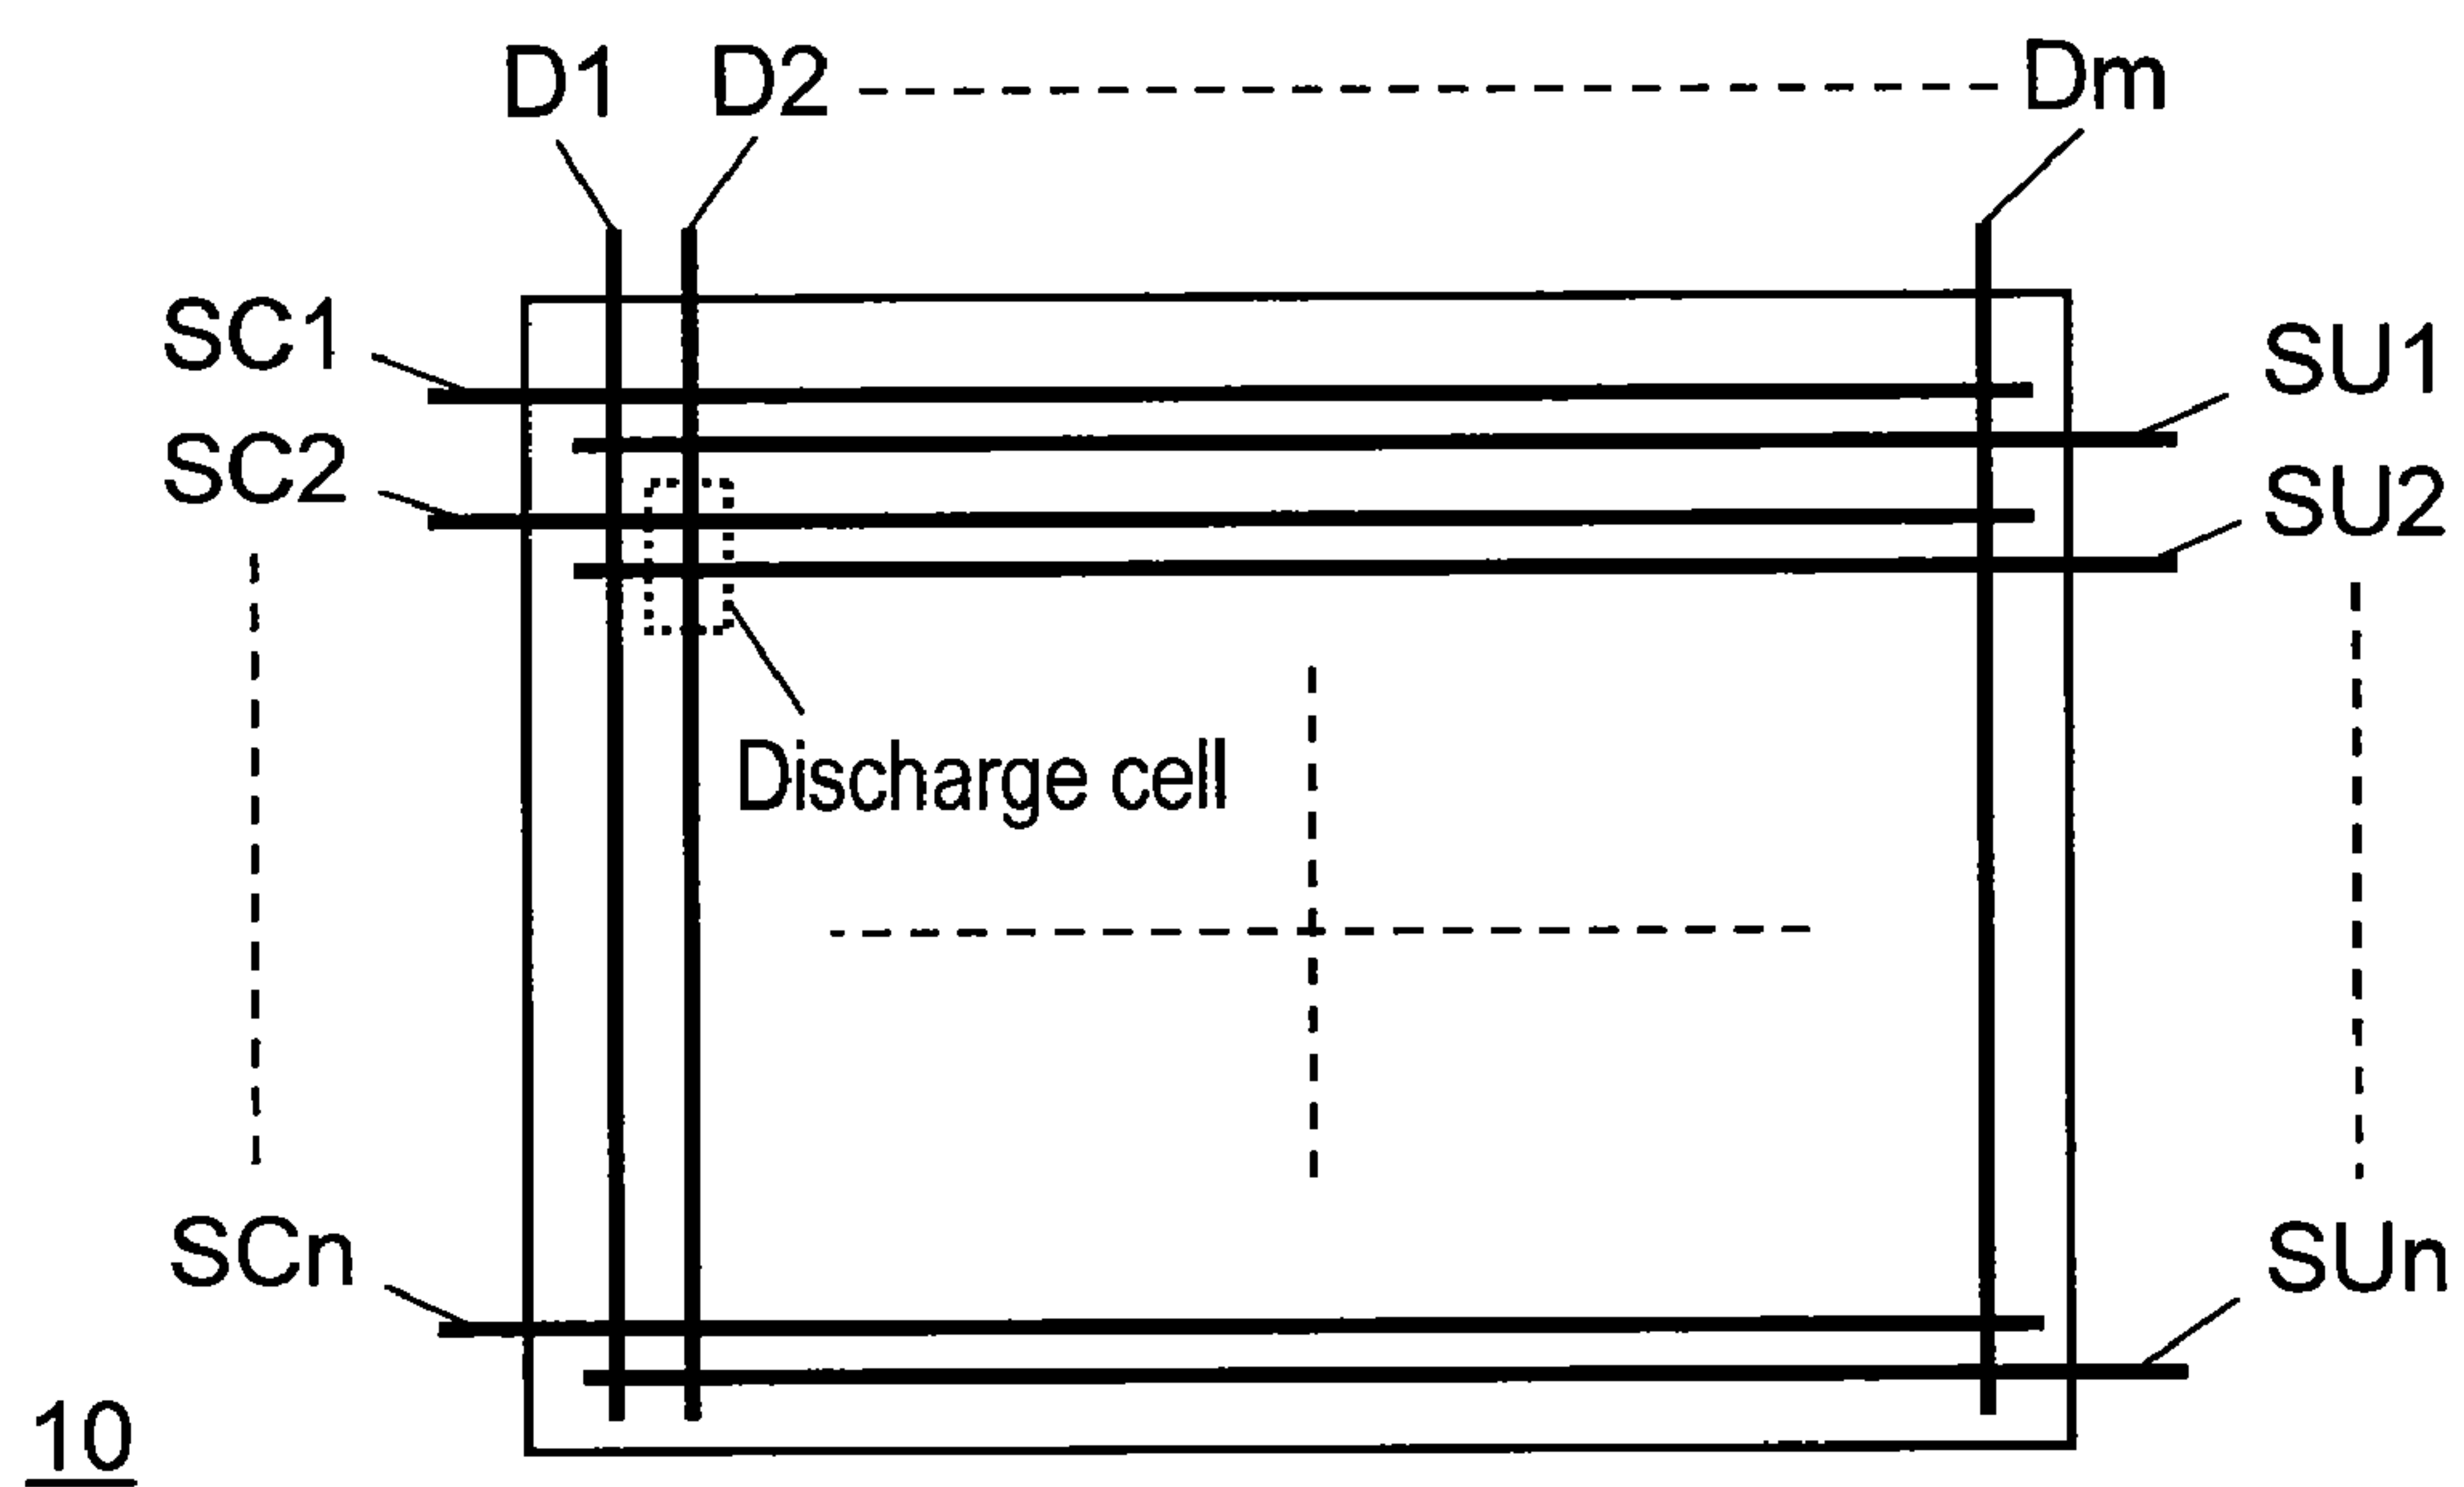 D1 D2 Dm
SC1
SU1
SC2
SU2
Discharge cell
SCn
SUn
10